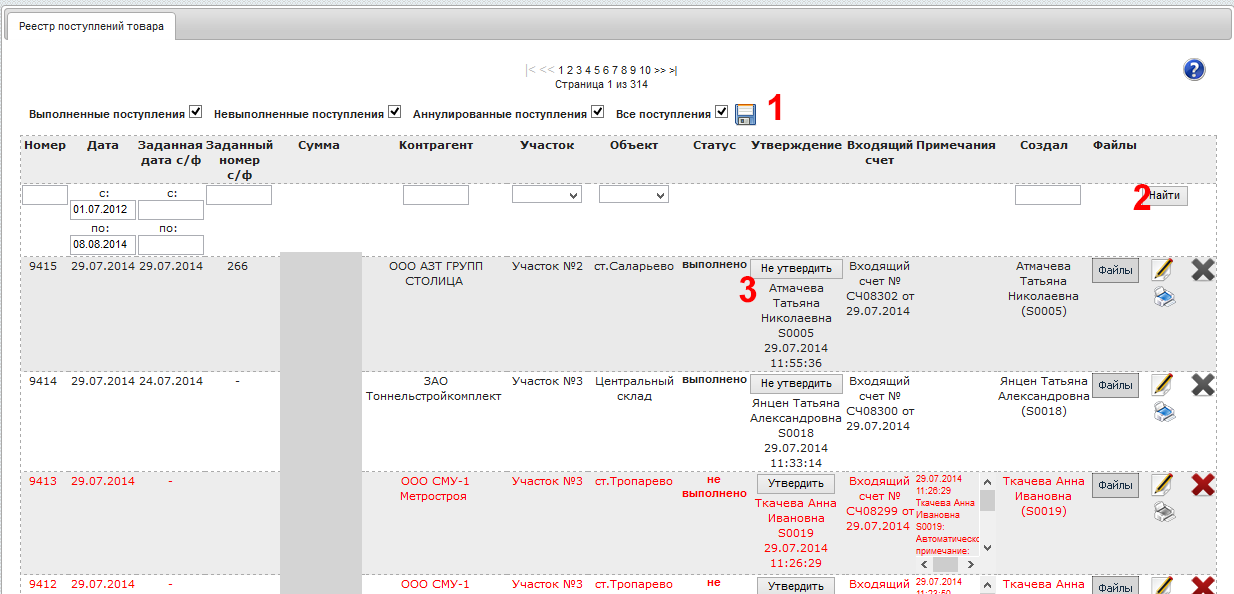 Реестр поступлений товара
|< << 1 2 3 4 5 6 7 8 9 10 >> >|
Страница 1 из 314
?
Выполненные поступления Невыполненные поступления Аннулированные поступления Все поступления 1
Номер Дата Заданная дата с/ф Заданный номер с/ф Сумма Контрагент Участок Объект Статус Утверждение Входящий счет Примечания Создал Файлы
с: с: 2 Найти
01.07.2012
по: по:
08.08.2014
9415 29.07.2014 29.07.2014 266 ООО АЗТ ГРУПП Участок №2 ст.Саларьево выполнено Не утвердить Входящий Атмачева Файлы
СТОЛИЦА 3 Атмачева счет № Татьяна
Татьяна СЧ08302 от Николаевна
Николаевна 29.07.2014 (S0005)
S0005
29.07.2014
11:55:36
9414 29.07.2014 24.07.2014 - ЗАО Участок №3 Центральный выполнено Не утвердить Входящий Янцен Татьяна Файлы
Тоннельстройкомплект склад Янцен Татьяна счет № Александровна
Александровна СЧ08300 от (S0018)
S0018 29.07.2014
29.07.2014
11:33:14
9413 29.07.2014 - ООО СМУ-1 Участок №3 ст.Тропарево не Утвердить Входящий 29.07.2014 Ткачева Анна Файлы
Метростроя выполнено Ткачева Анна счет № 11:26:29 Ивановна
Ивановна СЧ08299 от Ткачева Анна (S0019)
S0019 29.07.2014 Ивановна
29.07.2014 S0019:
11:26:29 Автоматическо
примечание:
9412 29.07.2014 - ООО СМУ-1 Участок №3 ст.Тропарево не Утвердить Входящий 29.07.2014 Ткачева Анна Файлы